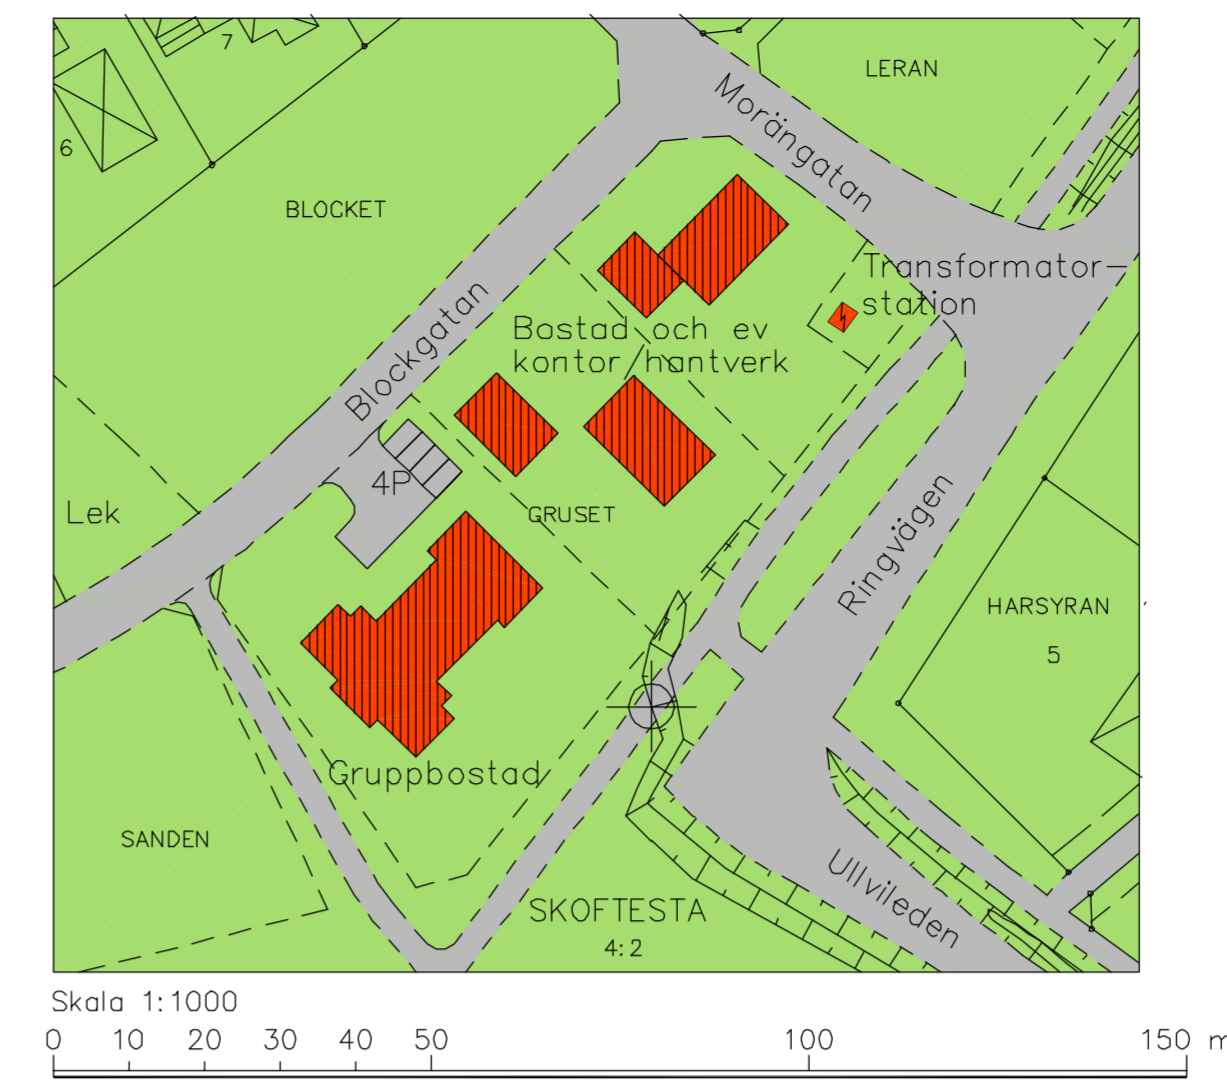 7
LERAN
Morängatan
6
BLOCKET
Transformator-
station
Blockgatan
Bostad och ev
kontor/hantverk
4P
Lek
GRUSET
Ringvägen
HARSYRAN
5
Gruppbostad
SANDEN
Ullvileden
SKOFTESTA
4:2
Skala 1:1000
0 10 20 30 40 50 100 150 m